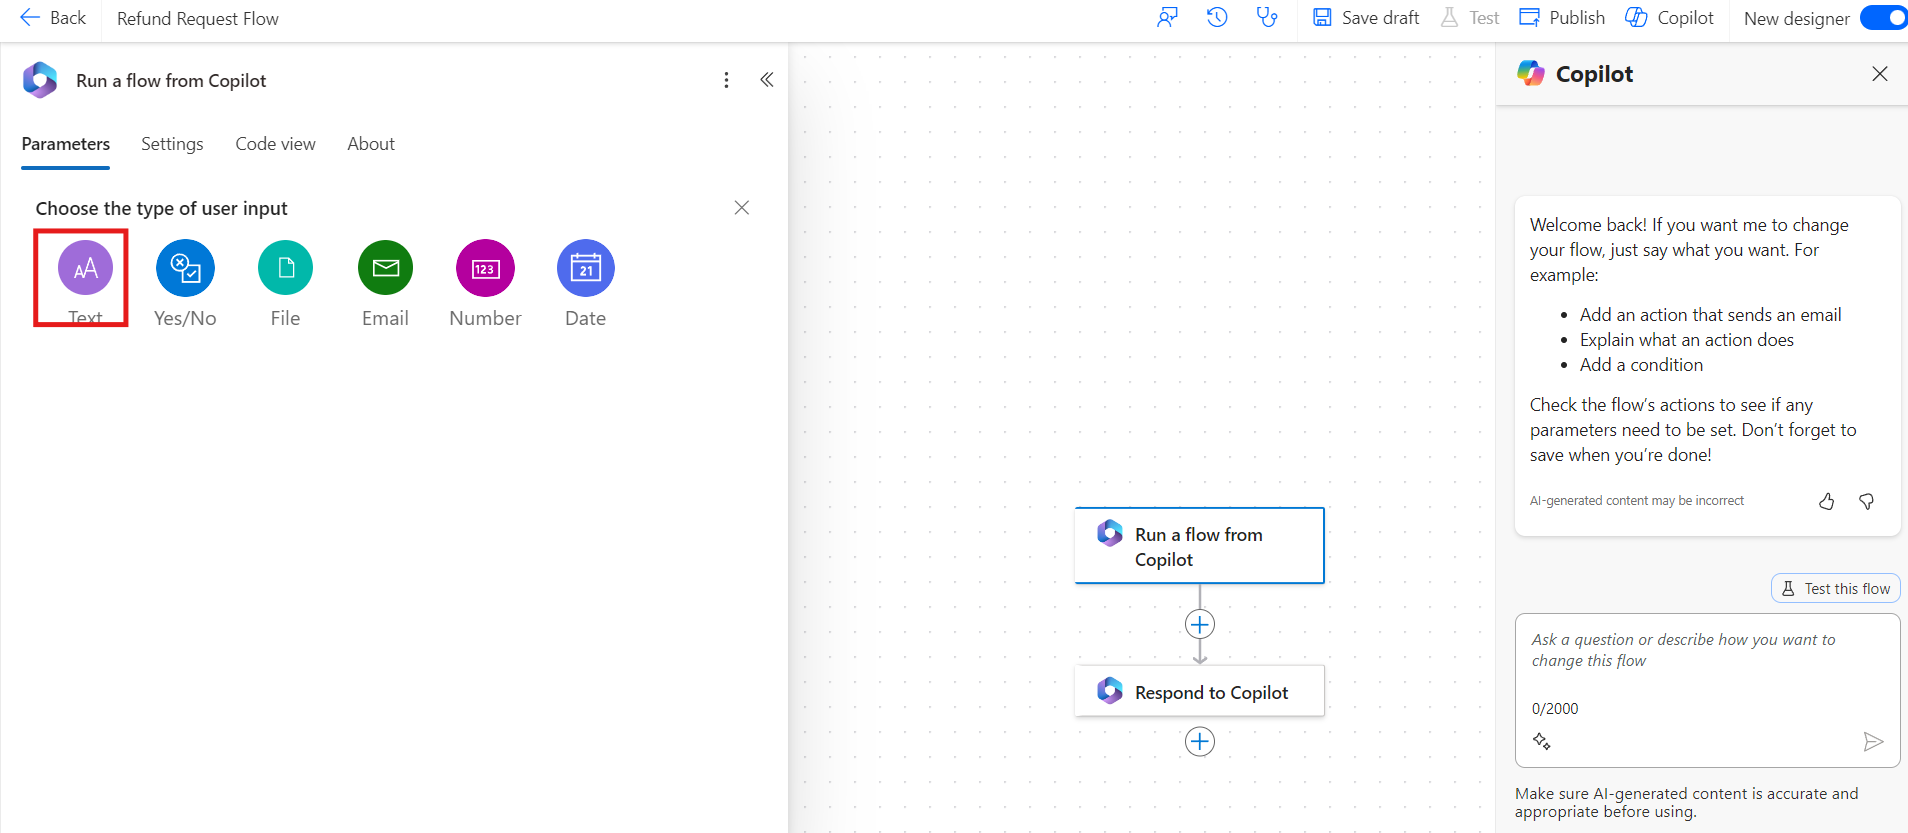 Back
Refund Request Flow
Save draft
Test
Publish
Copilot
New designer
Run a flow from Copilot
Parameters
Settings
Code view
About
Choose the type of user input
AA
123
21
Text
Yes/No
File
Email
Number
Date
Run a flow from
Copilot
Respond to Copilot
Copilot
Welcome back! If you want me to change
your flow, just say what you want. For
example:
• Add an action that sends an email
• Explain what an action does
• Add a condition
Check the flow’s actions to see if any
parameters need to be set. Don’t forget to
save when you’re done!
AI-generated content may be incorrect
Test this flow
Ask a question or describe how you want to
change this flow
0/2000
Make sure AI-generated content is accurate and
appropriate before using.